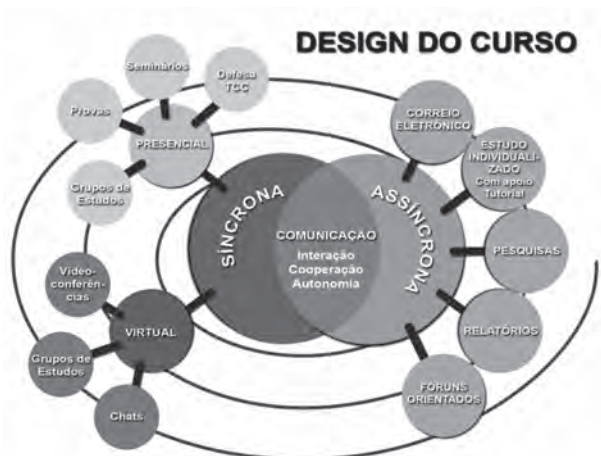 DESIGN DO CURSO
Seminários
Defesa
TCC
Provas
PRESENCIAL
Grupos de
Estudos
SÍNCRONA
COMUNICAÇÃO
Interação
Cooperação
Autonomia
ASSÍNCRONA
CORREIO
ELETRÔNICO
ESTUDO
INDIVIDUALI-
ZADO
Com apoio
Tutorial
PESQUISAS
RELATÓRIOS
FÓRUNS
ORIENTADOS
Vídeo-
conferên-
cias
VIRTUAL
Grupos de
Estudos
Chats